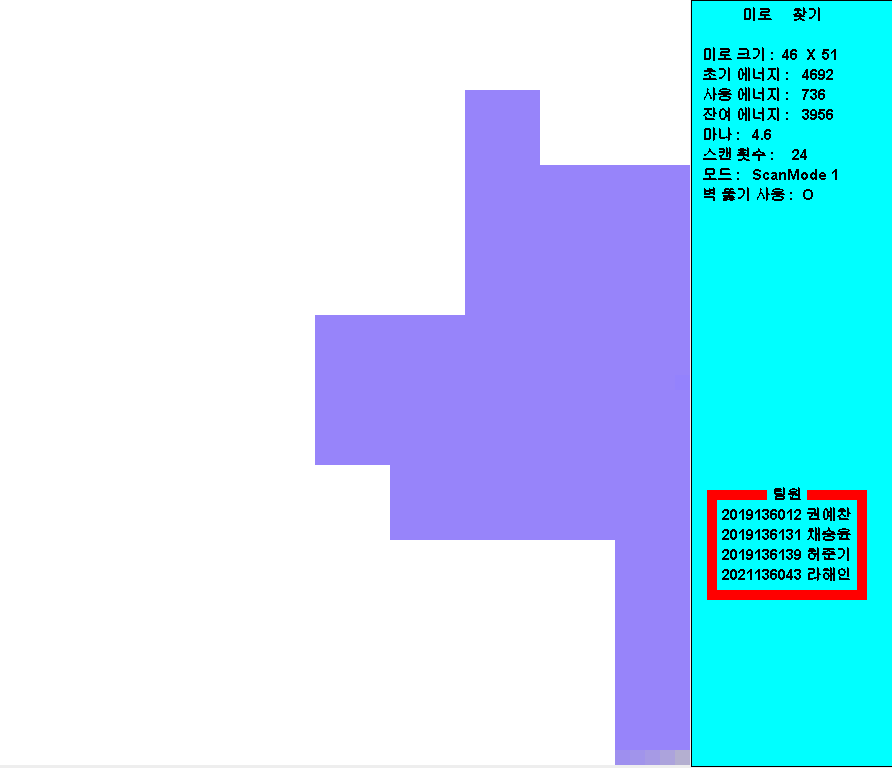 미로 찾기
미로 크기 : 46 X 51
초기 에너지 : 4692
사용 에너지 : 736
잔여 에너지 : 3956
마나 : 4.6
스캔 횟수 : 24
모드 : ScanMode 1
벽 뚫기 사용 : O
팀원
2019136012 권예찬
2019136131 채승윤
2019136139 허준기
2021136043 라해인